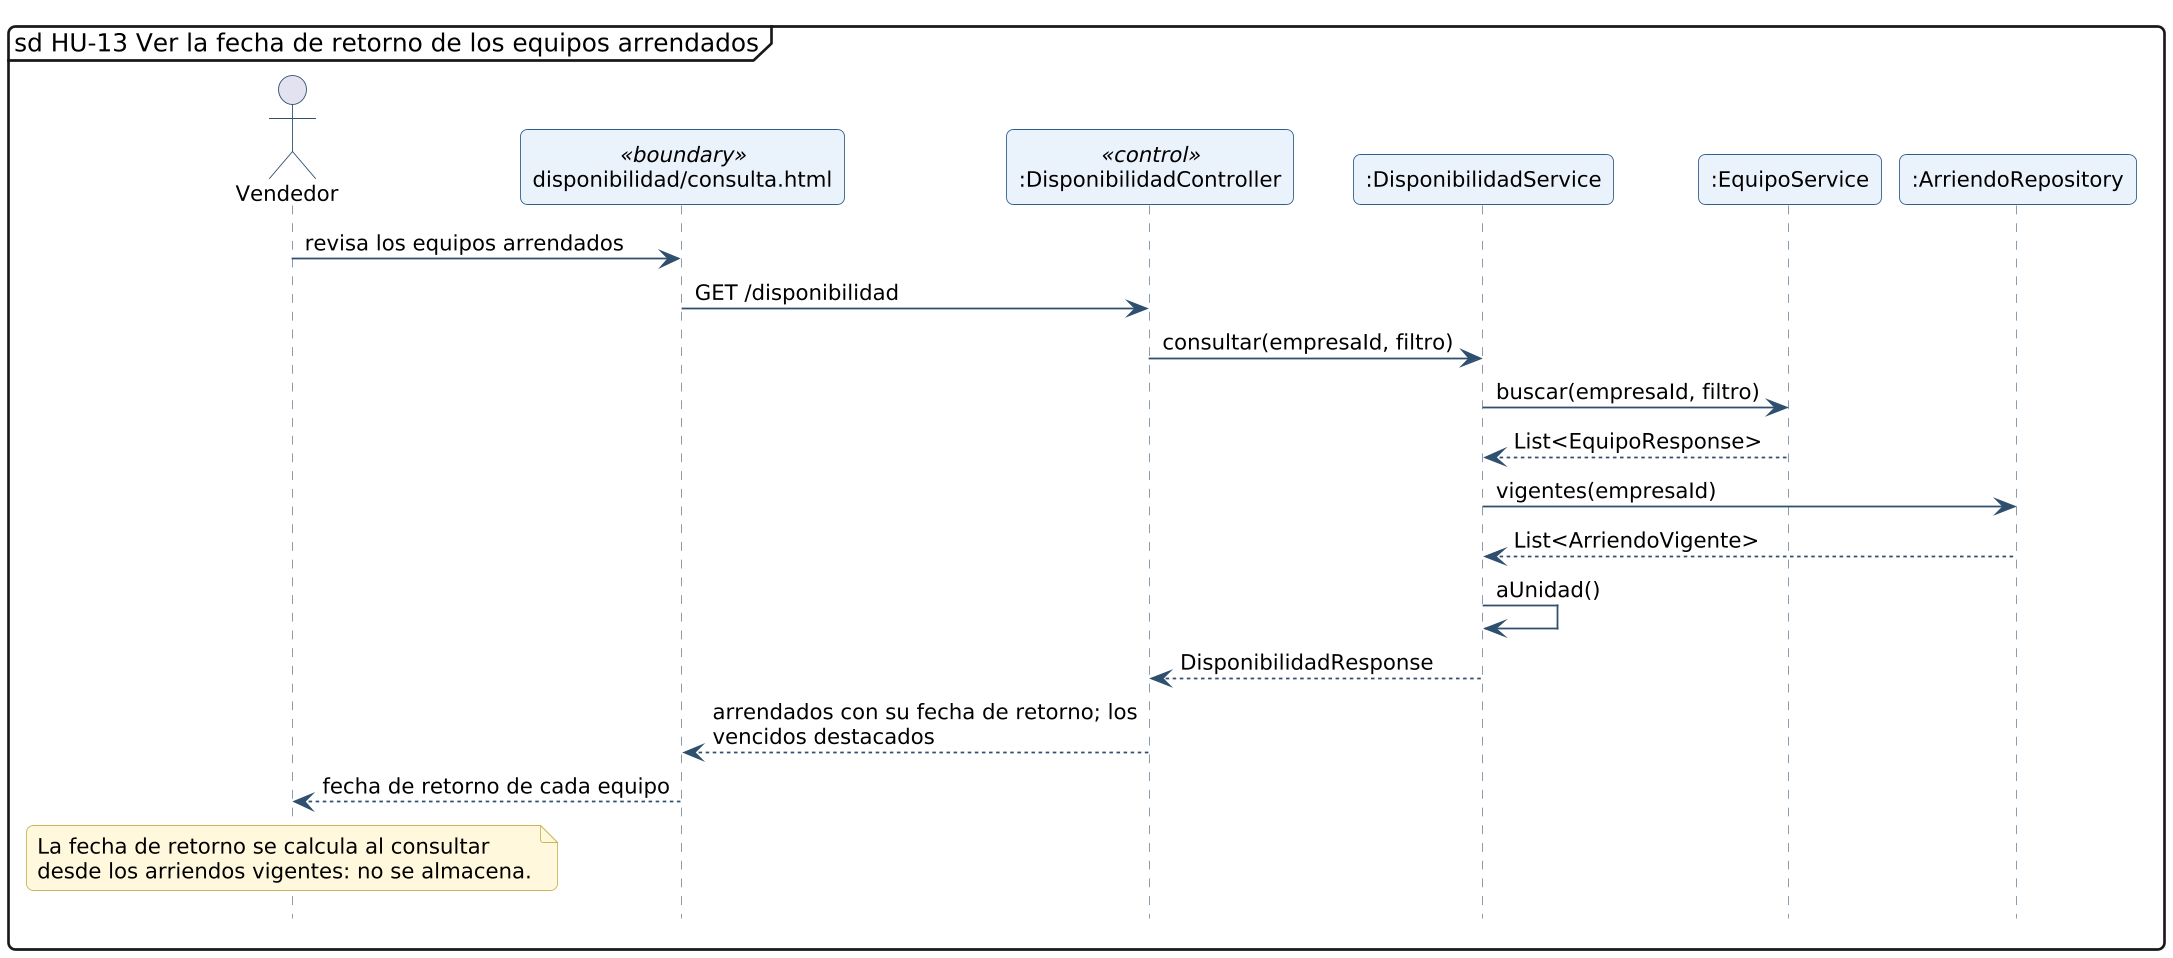 sd HU-13 Ver la fecha de retorno de los equipos arrendados
Vendedor
«boundary»
disponibilidad/consulta.html
«control»
:DisponibilidadController
:DisponibilidadService
:EquipoService
:ArriendoRepository
revisa los equipos arrendados
GET /disponibilidad
consultar(empresaId, filtro)
buscar(empresaId, filtro)
List<EquipoResponse>
vigentes(empresaId)
List<ArriendoVigente>
aUnidad()
DisponibilidadResponse
arrendados con su fecha de retorno; los
vencidos destacados
fecha de retorno de cada equipo
La fecha de retorno se calcula al consultar
desde los arriendos vigentes: no se almacena.